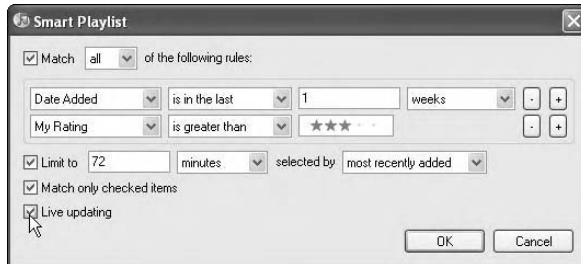 Smart Playlist
Match all of the following rules:
Date Added is in the last 1 weeks - +
My Rating is greater than ★★★ - +
Limit to 72 minutes selected by most recently added
Match only checked items
Live updating
OK Cancel